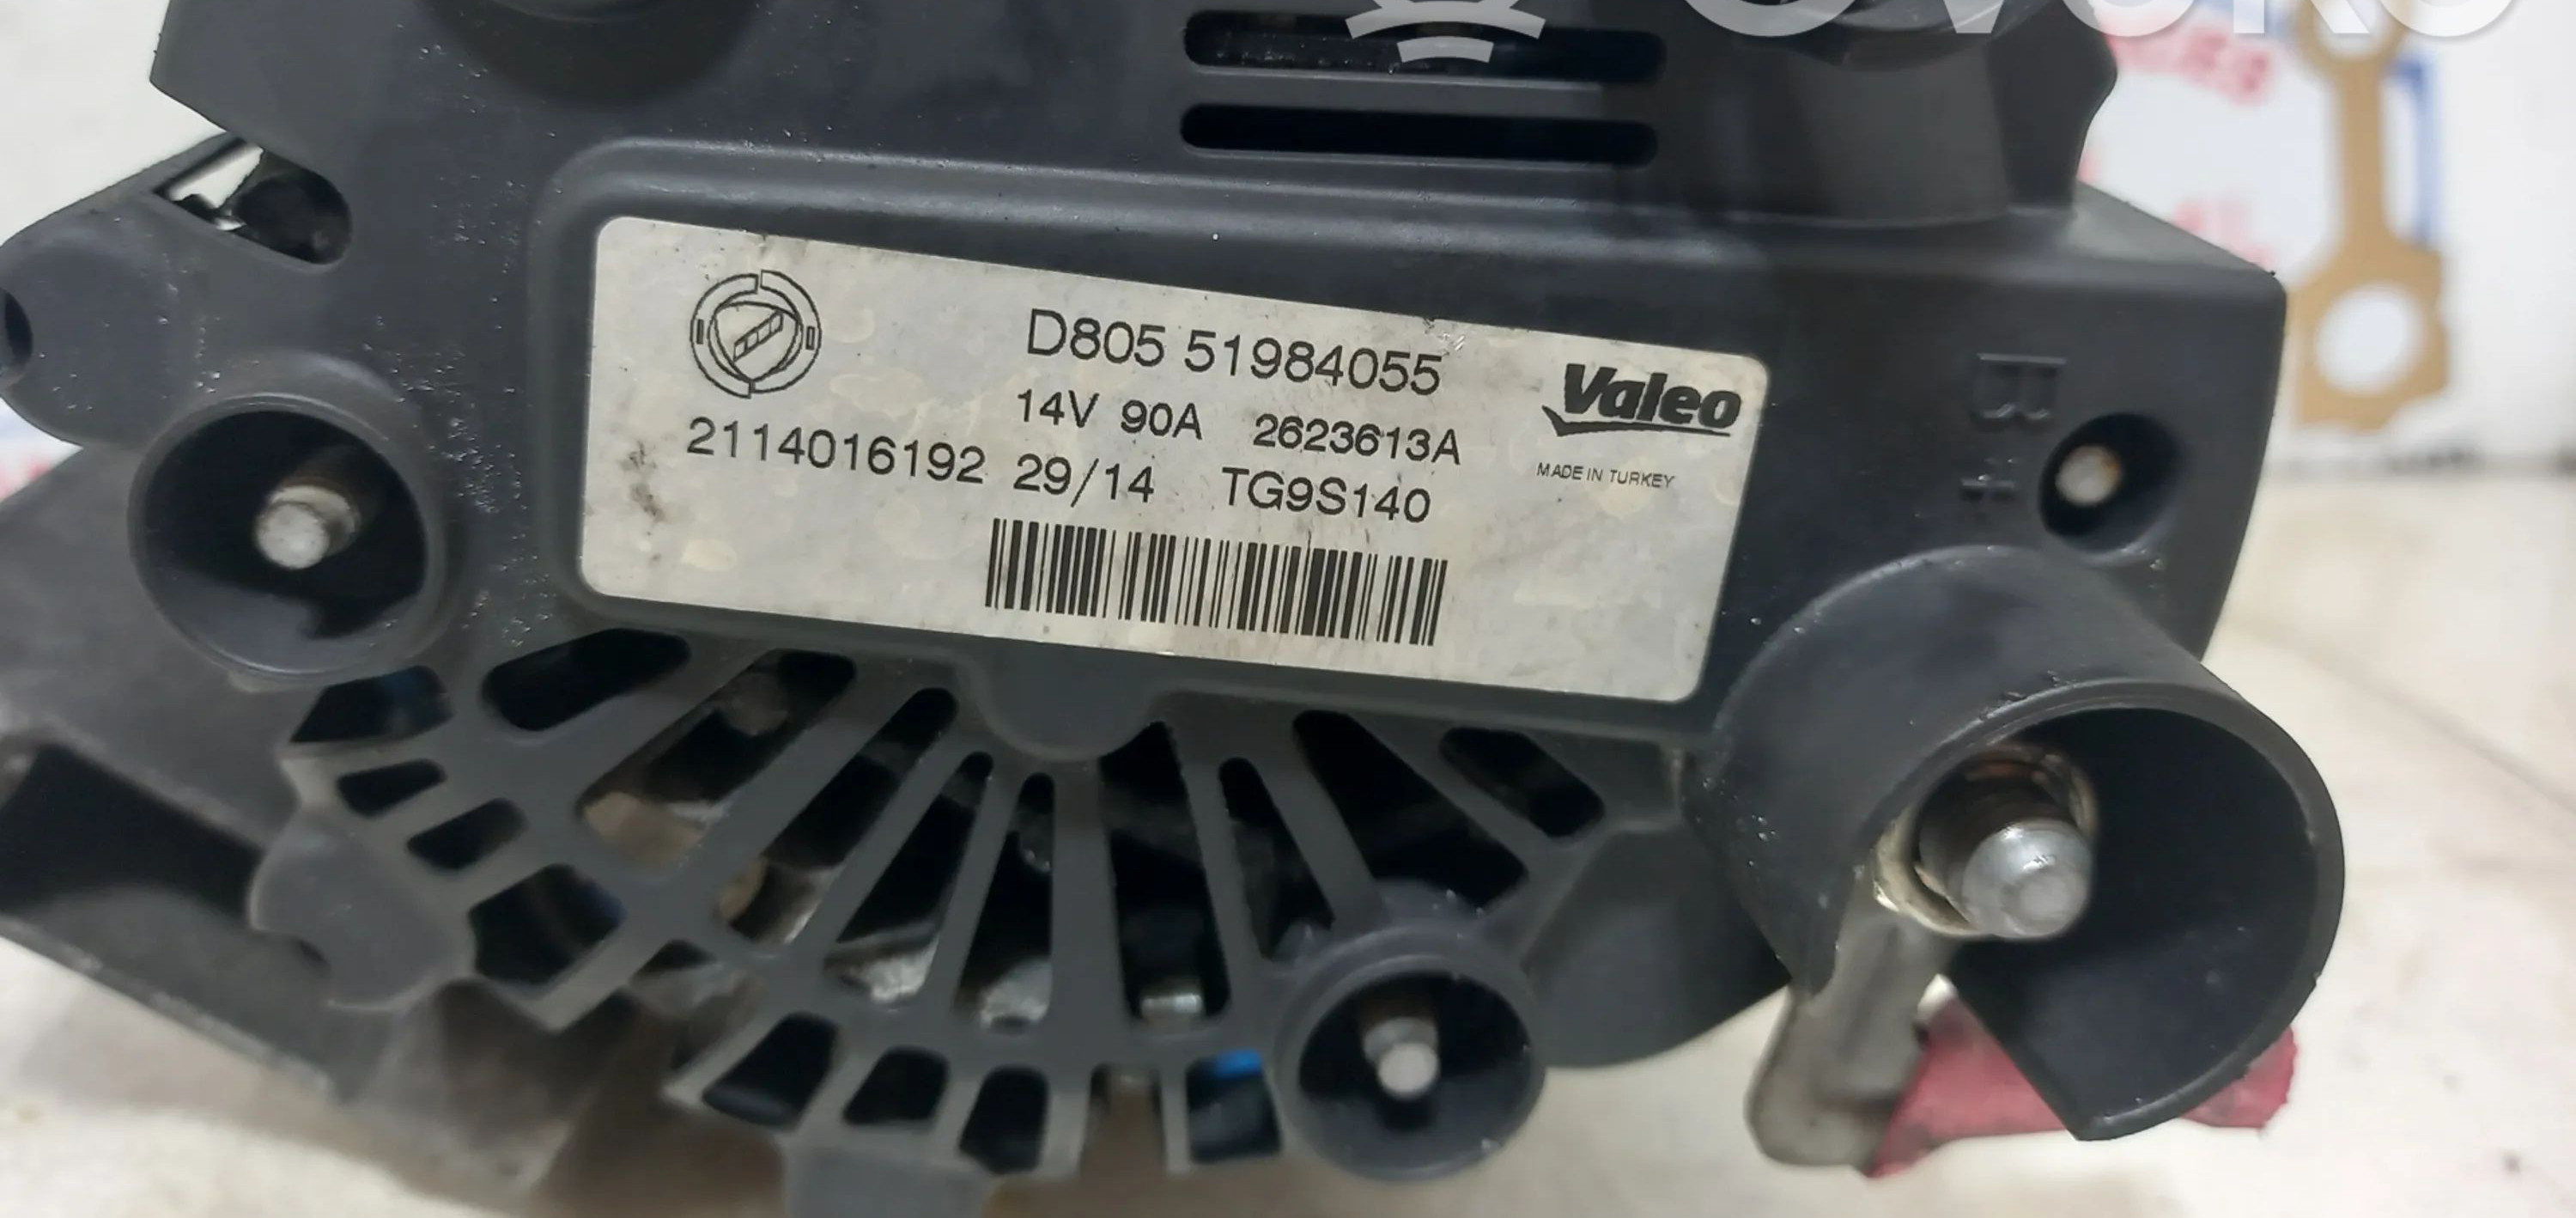 D805 51984055
14V 90A 2623613A
2114016192 29/14 TG9S140
Valeo
MADE IN TURKEY
B+